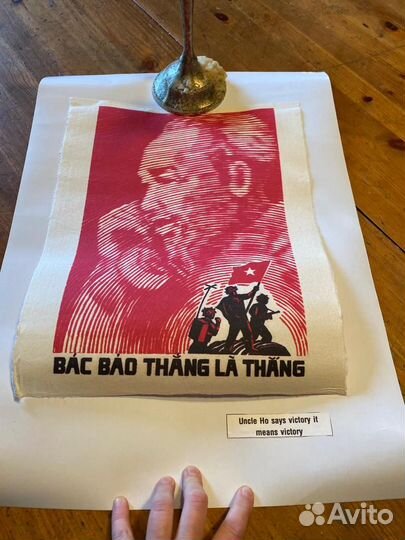 BÁC BẢO THẮNG LÀ THẮNG
Uncle Ho says victory it
means victory
Avito